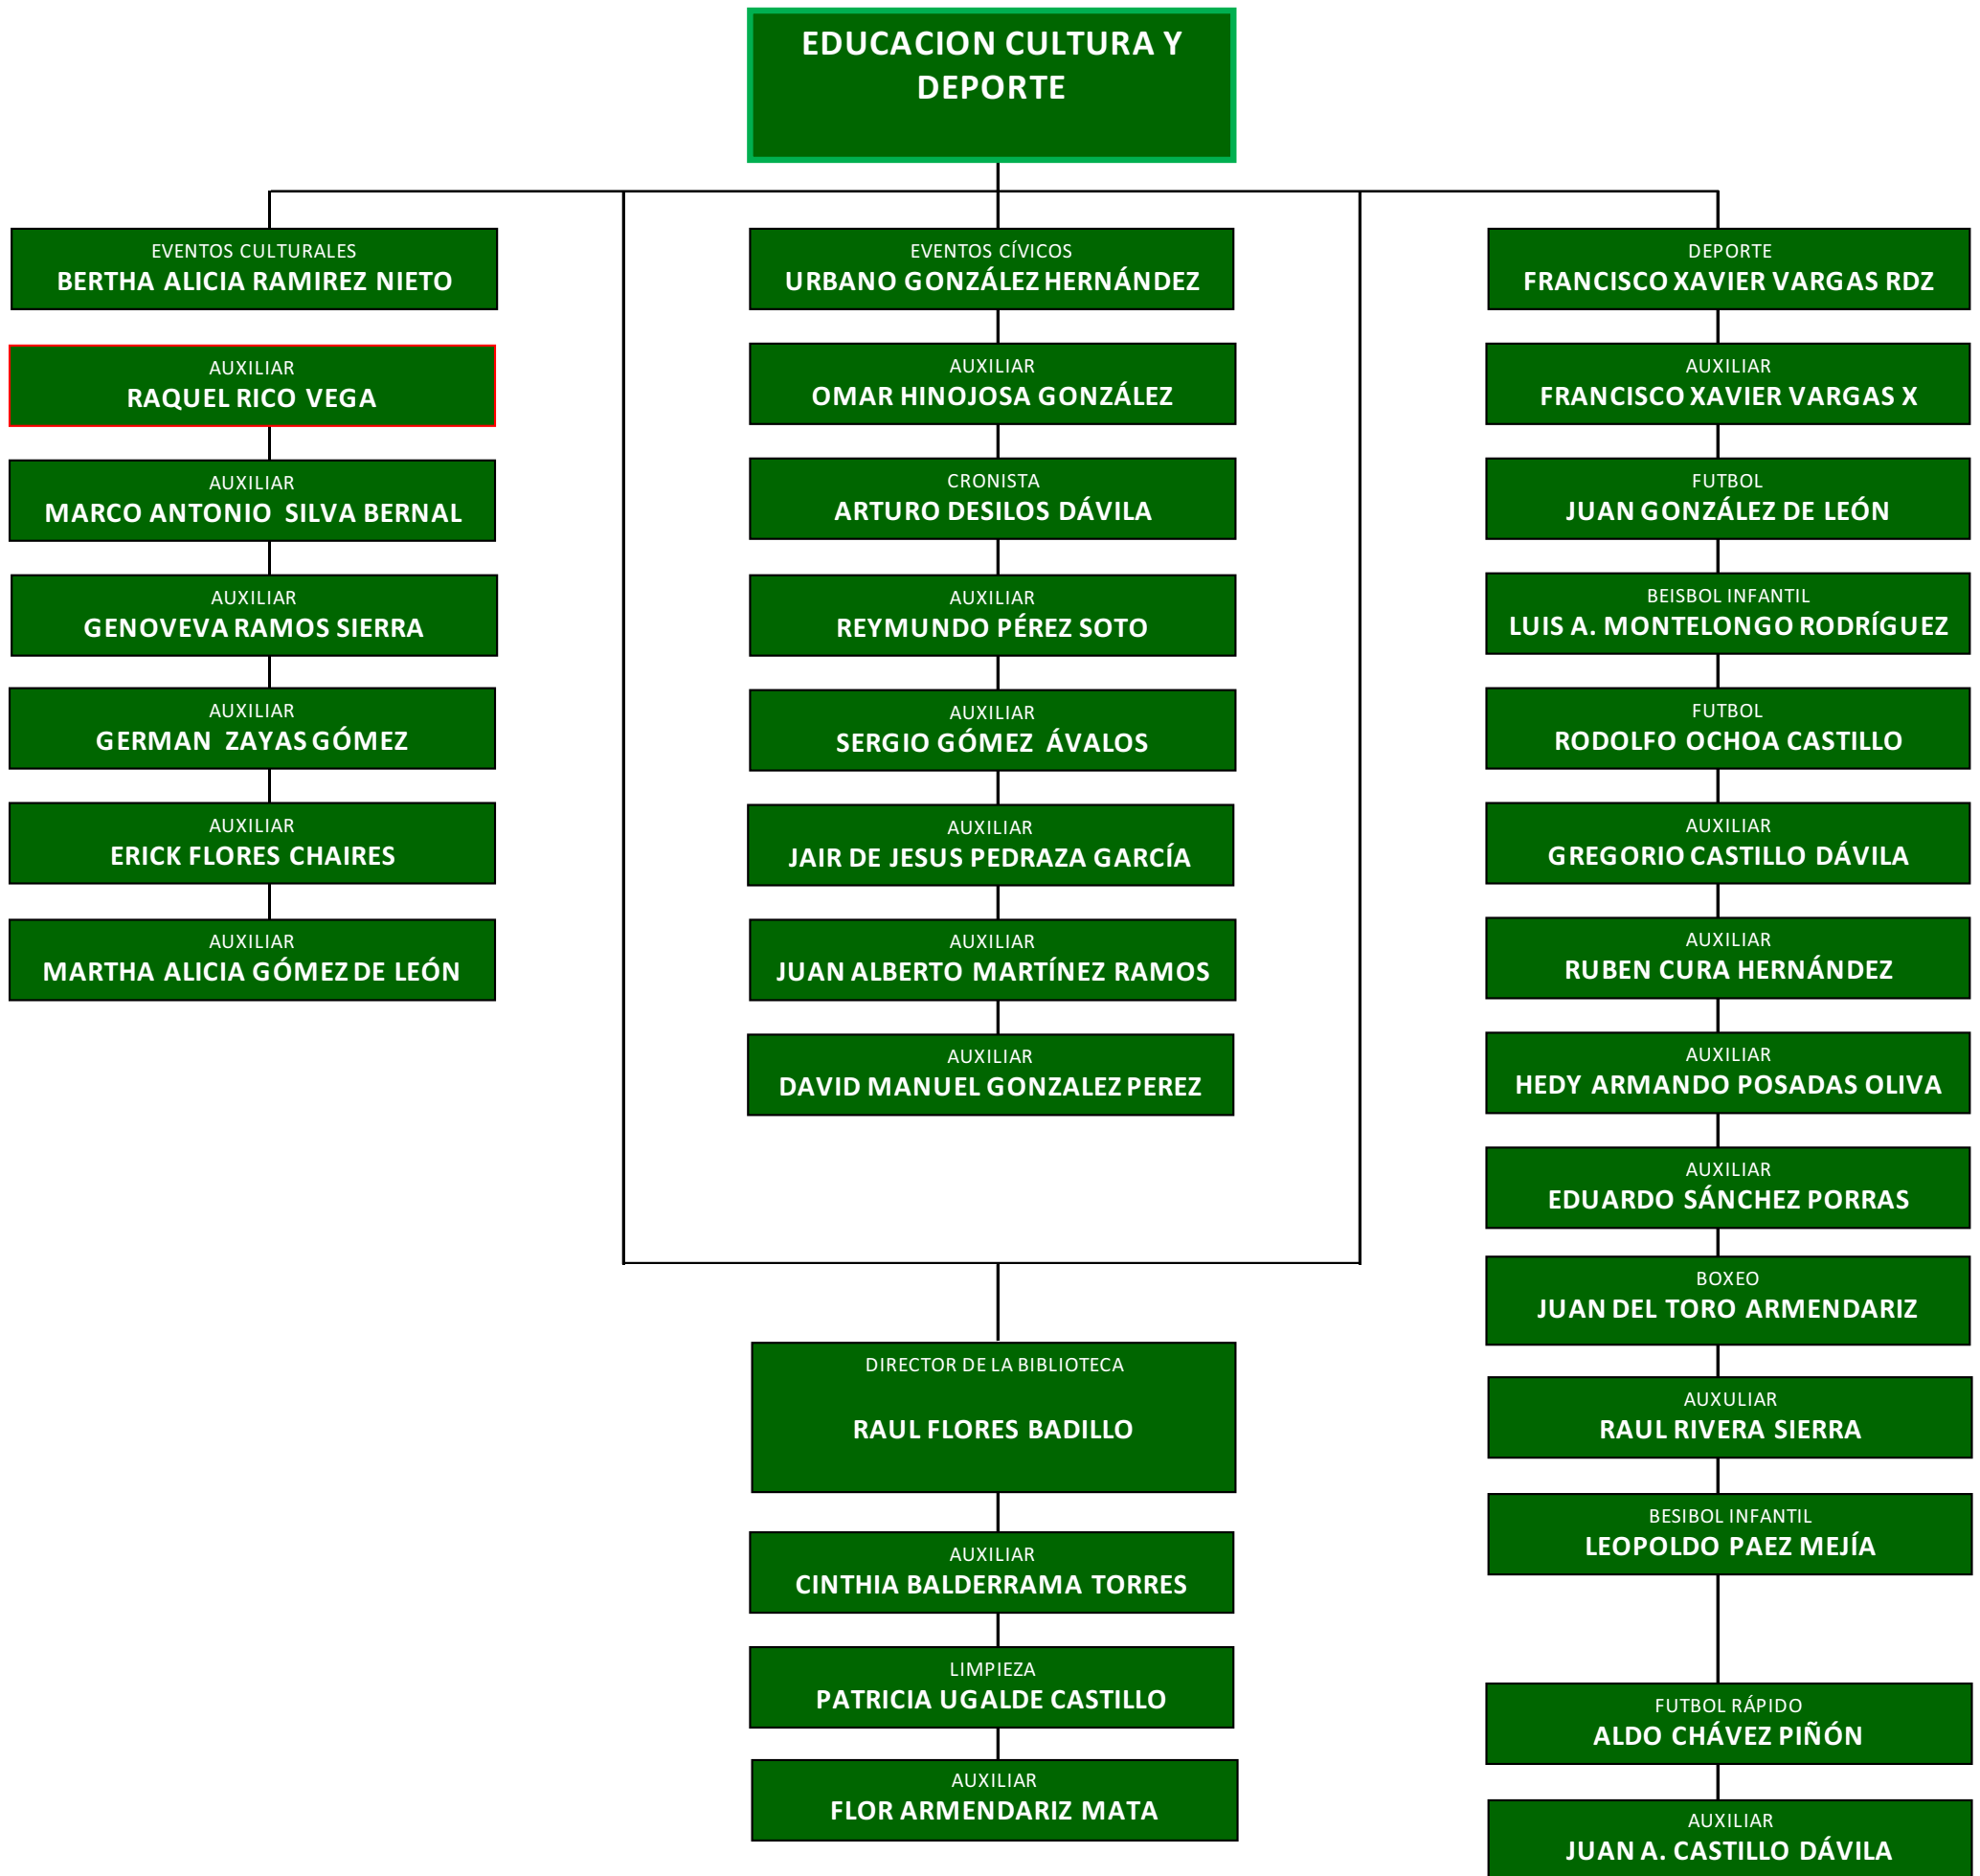 EDUCACION CULTURA Y
DEPORTE
EVENTOS CULTURALES
BERTHA ALICIA RAMIREZ NIETO
AUXILIAR
RAQUEL RICO VEGA
AUXILIAR
MARCO ANTONIO SILVA BERNAL
AUXILIAR
GENOVEVA RAMOS SIERRA
AUXILIAR
GERMAN ZAYAS GÓMEZ
AUXILIAR
ERICK FLORES CHAIRES
AUXILIAR
MARTHA ALICIA GÓMEZ DE LEÓN
EVENTOS CÍVICOS
URBANO GONZÁLEZ HERNÁNDEZ
AUXILIAR
OMAR HINOJOSA GONZÁLEZ
CRONISTA
ARTURO DESILOS DÁVILA
AUXILIAR
REYMUNDO PÉREZ SOTO
AUXILIAR
SERGIO GÓMEZ ÁVALOS
AUXILIAR
JAIR DE JESUS PEDRAZA GARCÍA
AUXILIAR
JUAN ALBERTO MARTÍNEZ RAMOS
AUXILIAR
DAVID MANUEL GONZALEZ PEREZ
DIRECTOR DE LA BIBLIOTECA
RAUL FLORES BADILLO
AUXILIAR
CINTHIA BALDERRAMA TORRES
LIMPIEZA
PATRICIA UGALDE CASTILLO
AUXILIAR
FLOR ARMENDARIZ MATA
DEPORTE
FRANCISCO XAVIER VARGAS RDZ
AUXILIAR
FRANCISCO XAVIER VARGAS X
FUTBOL
JUAN GONZÁLEZ DE LEÓN
BEISBOL INFANTIL
LUIS A. MONTELONGO RODRÍGUEZ
FUTBOL
RODOLFO OCHOA CASTILLO
AUXILIAR
GREGORIO CASTILLO DÁVILA
AUXILIAR
RUBEN CURA HERNÁNDEZ
AUXILIAR
HEDY ARMANDO POSADAS OLIVA
AUXILIAR
EDUARDO SÁNCHEZ PORRAS
BOXEO
JUAN DEL TORO ARMENDARIZ
AUXULIAR
RAUL RIVERA SIERRA
BESIBOL INFANTIL
LEOPOLDO PAEZ MEJÍA
FUTBOL RÁPIDO
ALDO CHÁVEZ PIÑÓN
AUXILIAR
JUAN A. CASTILLO DÁVILA